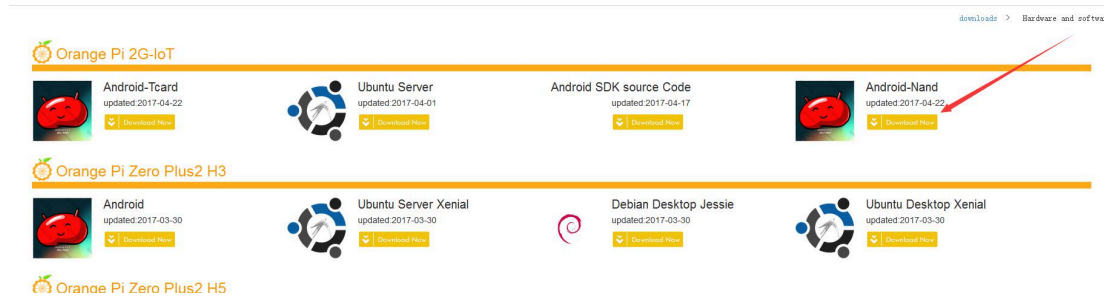 downloads > Hardware and softwa
Orange Pi 2G-IoT
Android-Tcard
updated:2017-04-22
Download Now
Ubuntu Server
updated:2017-04-01
Download Now
Android SDK source Code
updated:2017-04-17
Download Now
Android-Nand
updated:2017-04-22
Download Now
Orange Pi Zero Plus2 H3
Android
updated:2017-03-30
Download Now
Ubuntu Server Xenial
updated:2017-03-30
Download Now
Debian Desktop Jessie
updated:2017-03-30
Download Now
Ubuntu Desktop Xenial
updated:2017-03-30
Download Now
Orange Pi Zero Plus2 H5